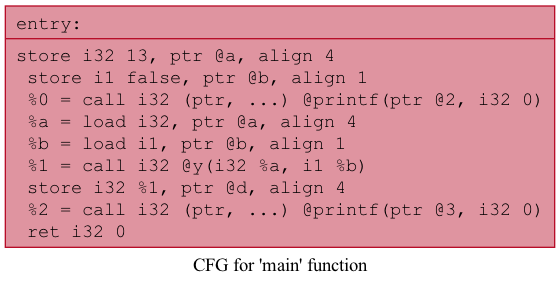 entry:
store i32 13, ptr @a, align 4
store i1 false, ptr @b, align 1
%0 = call i32 (ptr, ...) @printf(ptr @2, i32 0)
%a = load i32, ptr @a, align 4
%b = load i1, ptr @b, align 1
%1 = call i32 @y(i32 %a, i1 %b)
store i32 %1, ptr @d, align 4
%2 = call i32 (ptr, ...) @printf(ptr @3, i32 0)
ret i32 0
CFG for 'main' function